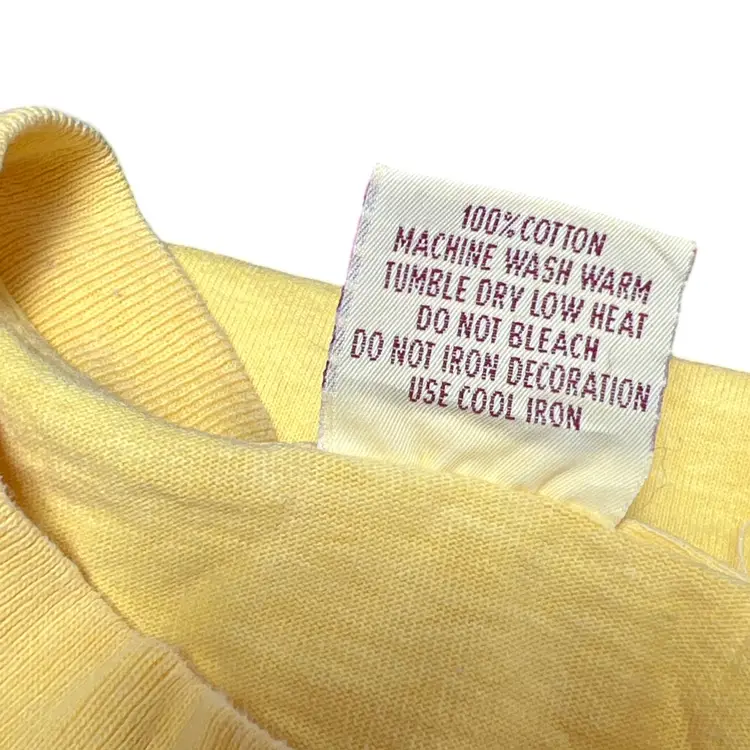 100% COTTON
MACHINE WASH WARM
TUMBLE DRY LOW HEAT
DO NOT BLEACH
DO NOT IRON DECORATION
USE COOL IRON